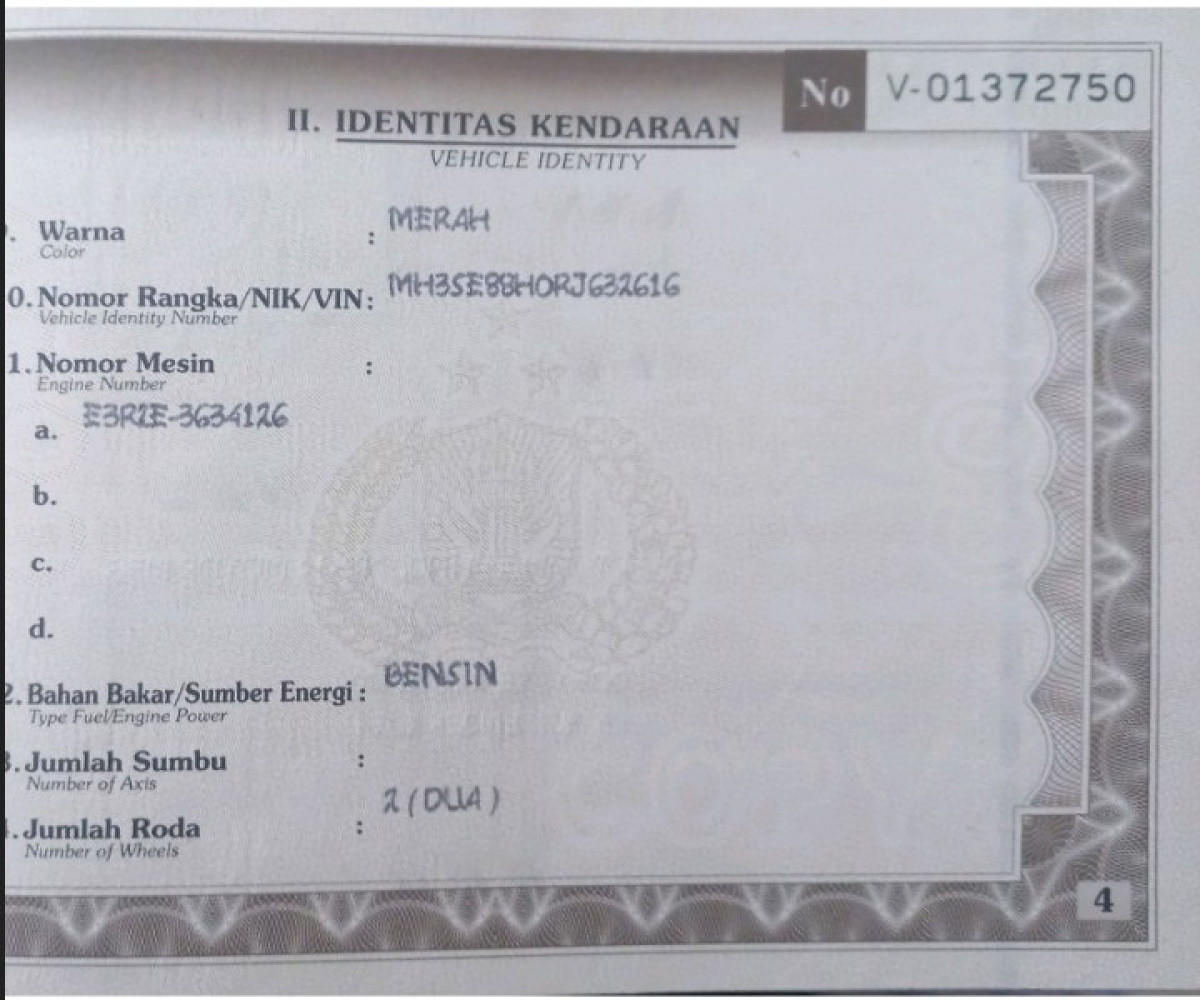 No V-01372750
II. IDENTITAS KENDARAAN
VEHICLE IDENTITY
. Warna : MERAH
Color
0. Nomor Rangka/NIK/VIN: MH3SE88H0RJ632616
Vehicle Identity Number
1. Nomor Mesin :
Engine Number
a. E3R2E-3634126
b.
c.
d.
2. Bahan Bakar/Sumber Energi : BENSIN
Type Fuel/Engine Power
3. Jumlah Sumbu :
Number of Axis
. Jumlah Roda : 2 (DUA)
Number of Wheels
4